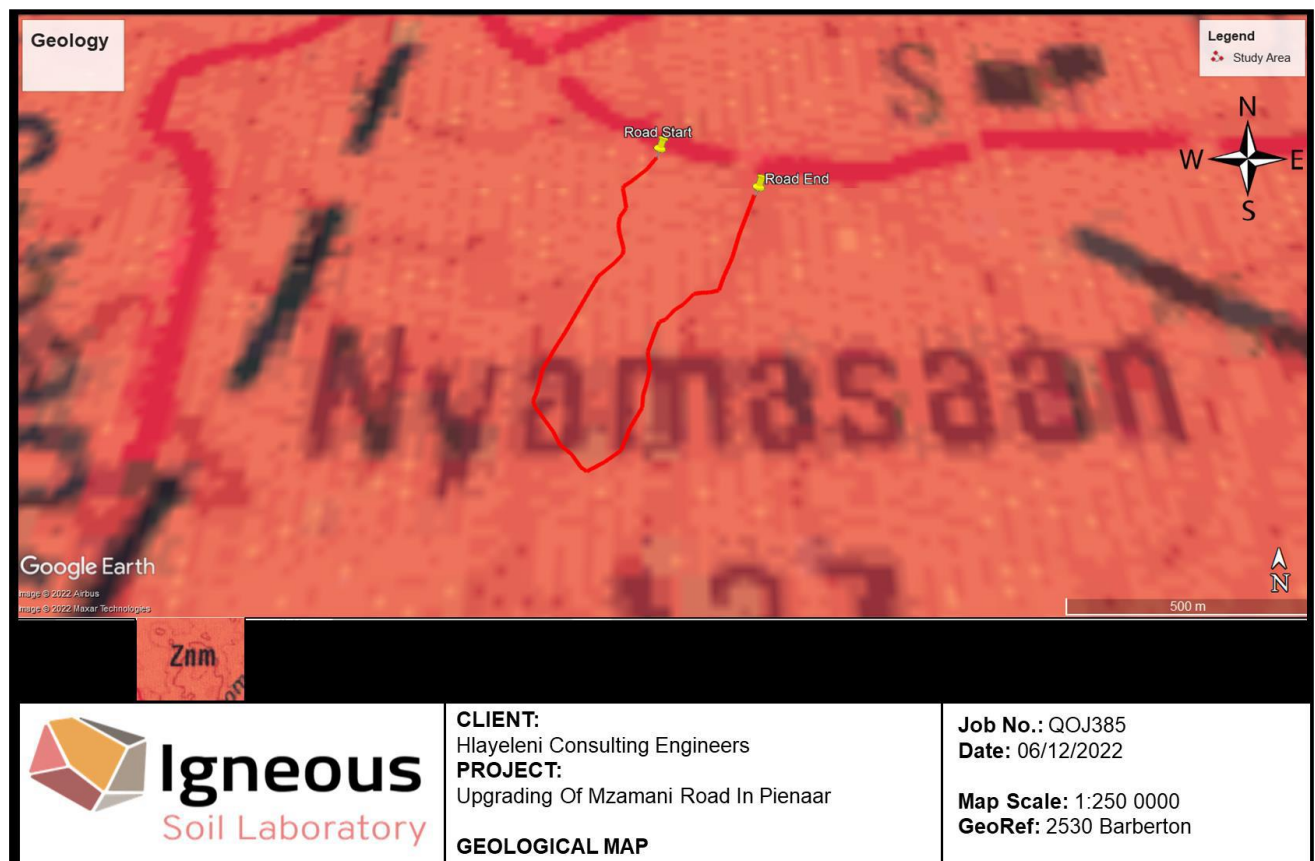 Geology
Legend
Study Area
S
N
W E
S
Road Start
Road End
Nyamasaan
Google Earth
Image © 2022 Airbus
Image © 2022 Maxar Technologies
N
500 m
Znm
Igneous
Soil Laboratory
CLIENT:
Hlayeleni Consulting Engineers
PROJECT:
Upgrading Of Mzamani Road In Pienaar
GEOLOGICAL MAP
Job No.: QOJ385
Date: 06/12/2022
Map Scale: 1:250 0000
GeoRef: 2530 Barberton